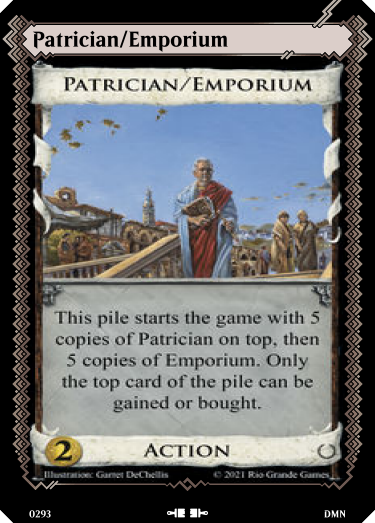 Patrician/Emporium
PATRICIAN/EMPORIUM
This pile starts the game with 5
copies of Patrician on top, then
5 copies of Emporium. Only
the top card of the pile can be
gained or bought.
2
ACTION
Illustration: Garret DeChellis
© 2021 Rio Grande Games
0293
DMN